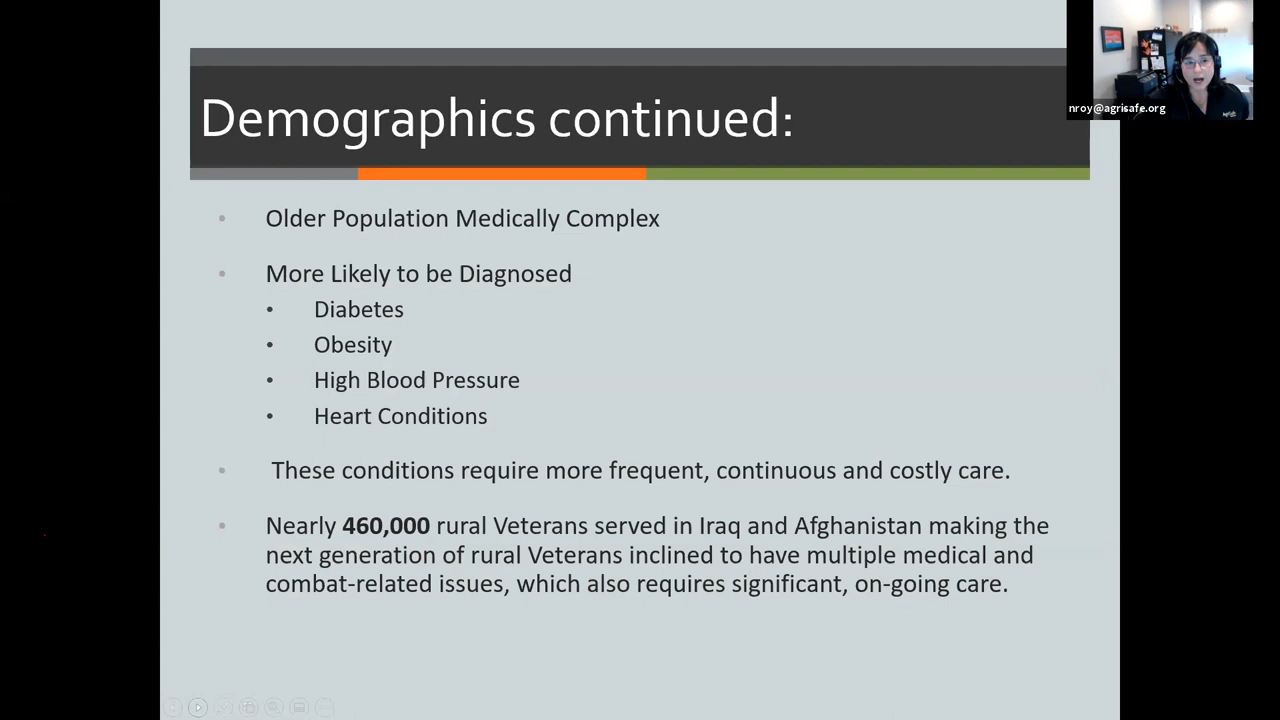 Demographics continued:
nroy@agrisafe.org
• Older Population Medically Complex
• More Likely to be Diagnosed
• Diabetes
• Obesity
• High Blood Pressure
• Heart Conditions
• These conditions require more frequent, continuous and costly care.
• Nearly 460,000 rural Veterans served in Iraq and Afghanistan making the
next generation of rural Veterans inclined to have multiple medical and
combat-related issues, which also requires significant, on-going care.